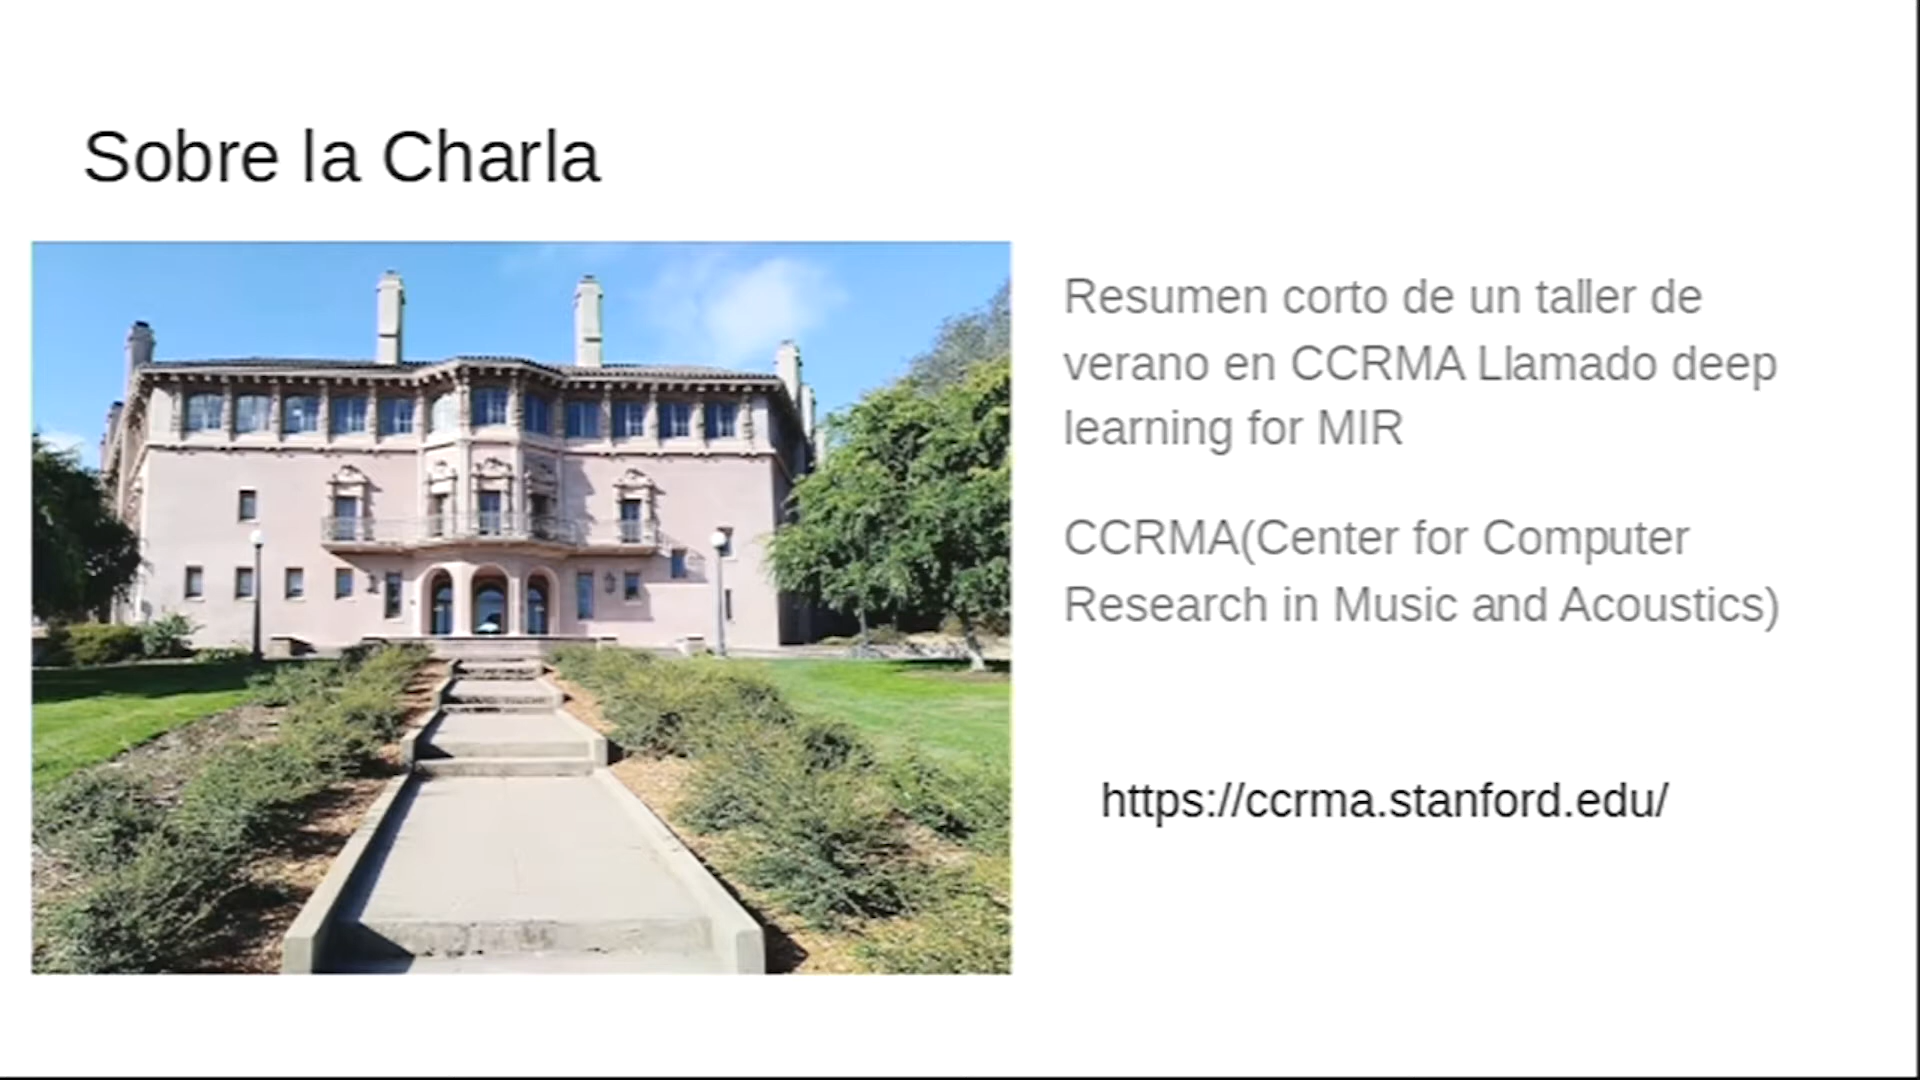 Sobre la Charla
Resumen corto de un taller de
verano en CCRMA Llamado deep
learning for MIR
CCRMA(Center for Computer
Research in Music and Acoustics)
https://ccrma.stanford.edu/